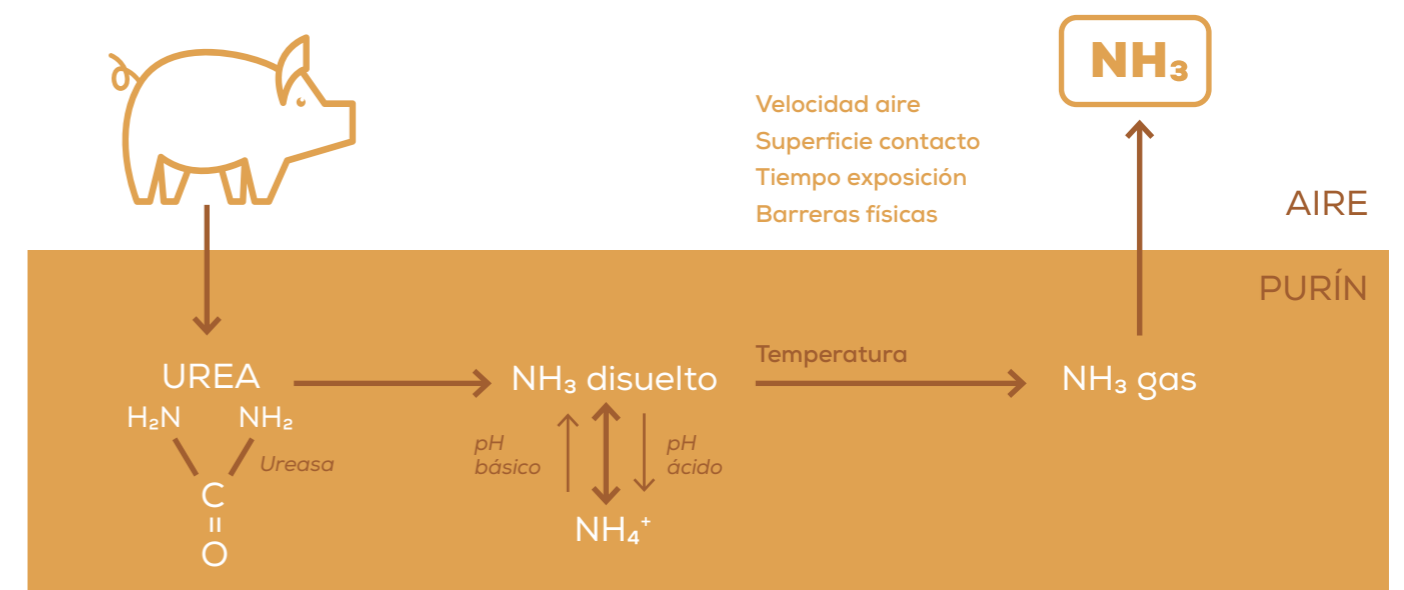 NH₃
Velocidad aire
Superficie contacto
Tiempo exposición
Barreras físicas
AIRE
PURÍN
UREA
H₂N NH₂
Ureasa
C
O
NH₃ disuelto
pH
básico
pH
ácido
NH₄⁺
Temperatura
NH₃ gas